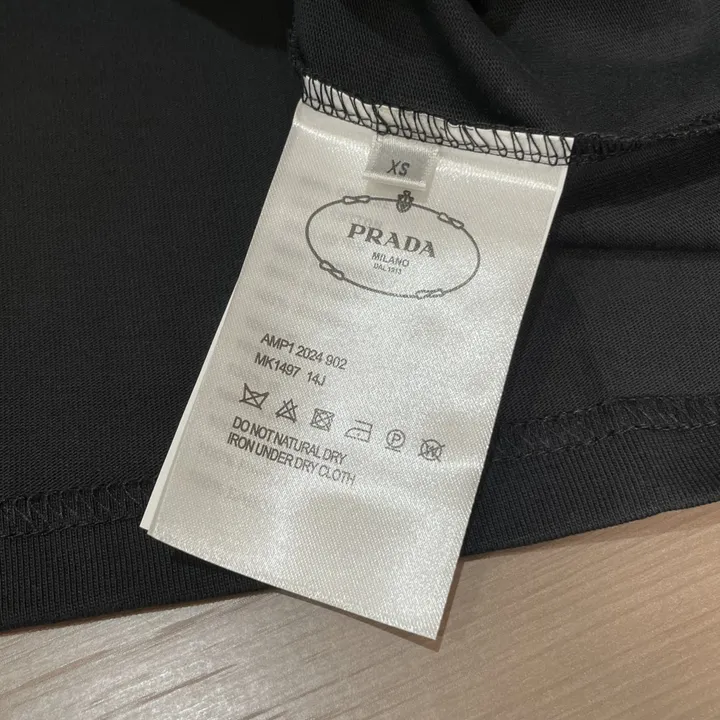 XS
PRADA
MILANO
DAL 1913
AMP1 2024 902
MK1497 14J
P
W
DO NOT NATURAL DRY
IRON UNDER DRY CLOTH